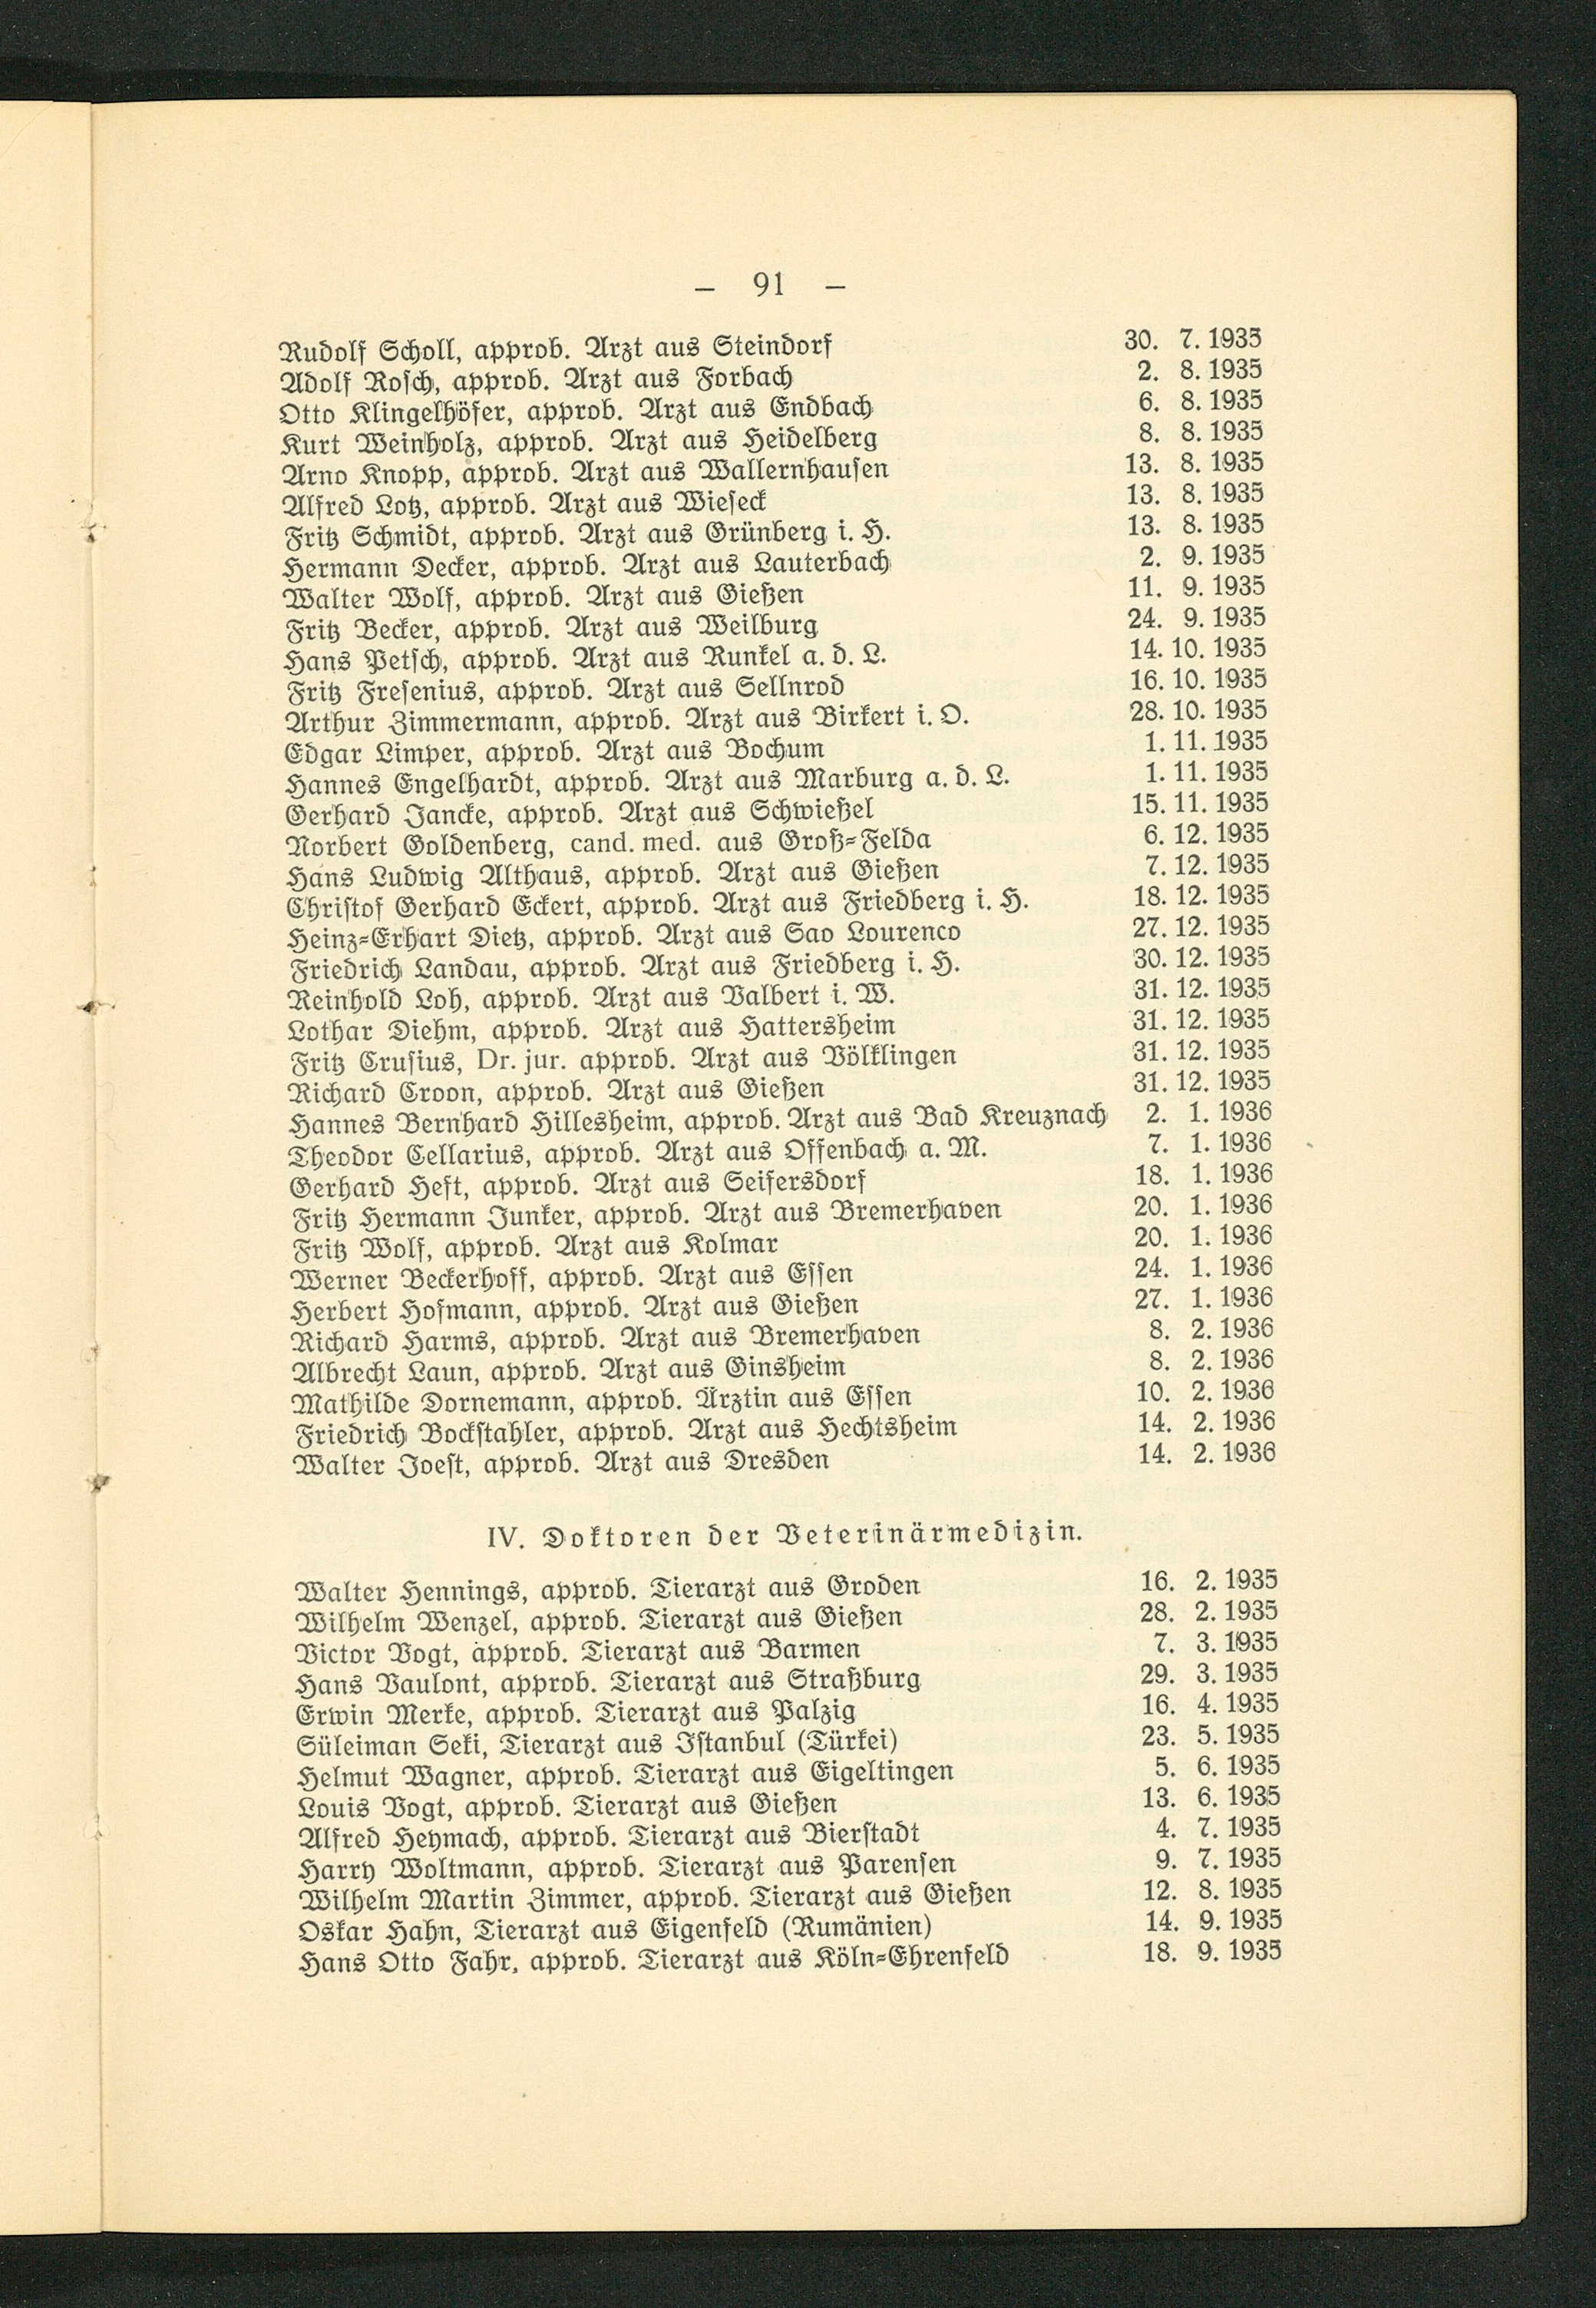 – 91 –
Rudolf Scholl, approb. Arzt aus Steindorf 30. 7. 1935
Adolf Rosch, approb. Arzt aus Forbach 2. 8. 1935
Otto Klingelhöfer, approb. Arzt aus Endbach 6. 8. 1935
Kurt Weinholz, approb. Arzt aus Heidelberg 8. 8. 1935
Arno Knopp, approb. Arzt aus Wallernhausen 13. 8. 1935
Alfred Lotz, approb. Arzt aus Wieseck 13. 8. 1935
Fritz Schmidt, approb. Arzt aus Grünberg i. H. 13. 8. 1935
Hermann Decker, approb. Arzt aus Lauterbach 2. 9. 1935
Walter Wolf, approb. Arzt aus Gießen 11. 9. 1935
Fritz Becker, approb. Arzt aus Weilburg 24. 9. 1935
Hans Petsch, approb. Arzt aus Runkel a. d. L. 14. 10. 1935
Fritz Fresenius, approb. Arzt aus Sellnrod 16. 10. 1935
Arthur Zimmermann, approb. Arzt aus Birkert i. O. 28. 10. 1935
Edgar Limper, approb. Arzt aus Bochum 1. 11. 1935
Hannes Engelhardt, approb. Arzt aus Marburg a. d. L. 1. 11. 1935
Gerhard Jancke, approb. Arzt aus Schwießel 15. 11. 1935
Norbert Goldenberg, cand. med. aus Groß-Felda 6. 12. 1935
Hans Ludwig Althaus, approb. Arzt aus Gießen 7. 12. 1935
Christof Gerhard Eckert, approb. Arzt aus Friedberg i. H. 18. 12. 1935
Heinz-Erhart Dietz, approb. Arzt aus Sao Lourenco 27. 12. 1935
Friedrich Landau, approb. Arzt aus Friedberg i. H. 30. 12. 1935
Reinhold Loh, approb. Arzt aus Valbert i. W. 31. 12. 1935
Lothar Diehm, approb. Arzt aus Hattersheim 31. 12. 1935
Fritz Crusius, Dr. jur. approb. Arzt aus Völklingen 31. 12. 1935
Richard Croon, approb. Arzt aus Gießen 31. 12. 1935
Hannes Bernhard Hillesheim, approb. Arzt aus Bad Kreuznach 2. 1. 1936
Theodor Cellarius, approb. Arzt aus Offenbach a. M. 7. 1. 1936
Gerhard Heft, approb. Arzt aus Seifersdorf 18. 1. 1936
Fritz Hermann Junker, approb. Arzt aus Bremerhaven 20. 1. 1936
Fritz Wolf, approb. Arzt aus Kolmar 20. 1. 1936
Werner Beckerhoff, approb. Arzt aus Essen 24. 1. 1936
Herbert Hofmann, approb. Arzt aus Gießen 27. 1. 1936
Richard Harms, approb. Arzt aus Bremerhaven 8. 2. 1936
Albrecht Laun, approb. Arzt aus Ginsheim 8. 2. 1936
Mathilde Dornemann, approb. Ärztin aus Essen 10. 2. 1936
Friedrich Bockstahler, approb. Arzt aus Hechtsheim 14. 2. 1936
Walter Joest, approb. Arzt aus Dresden 14. 2. 1936
IV. Doktoren der Veterinärmedizin.
Walter Hennings, approb. Tierarzt aus Groden 16. 2. 1935
Wilhelm Wenzel, approb. Tierarzt aus Gießen 28. 2. 1935
Victor Vogt, approb. Tierarzt aus Barmen 7. 3. 1935
Hans Vaulont, approb. Tierarzt aus Straßburg 29. 3. 1935
Erwin Merke, approb. Tierarzt aus Palzig 16. 4. 1935
Süleiman Seki, Tierarzt aus Istanbul (Türkei) 23. 5. 1935
Helmut Wagner, approb. Tierarzt aus Eigeltingen 5. 6. 1935
Louis Vogt, approb. Tierarzt aus Gießen 13. 6. 1935
Alfred Heymach, approb. Tierarzt aus Bierstadt 4. 7. 1935
Harry Woltmann, approb. Tierarzt aus Parensen 9. 7. 1935
Wilhelm Martin Zimmer, approb. Tierarzt aus Gießen 12. 8. 1935
Oskar Hahn, Tierarzt aus Eigenfeld (Rumänien) 14. 9. 1935
Hans Otto Fahr, approb. Tierarzt aus Köln-Ehrenfeld 18. 9. 1935